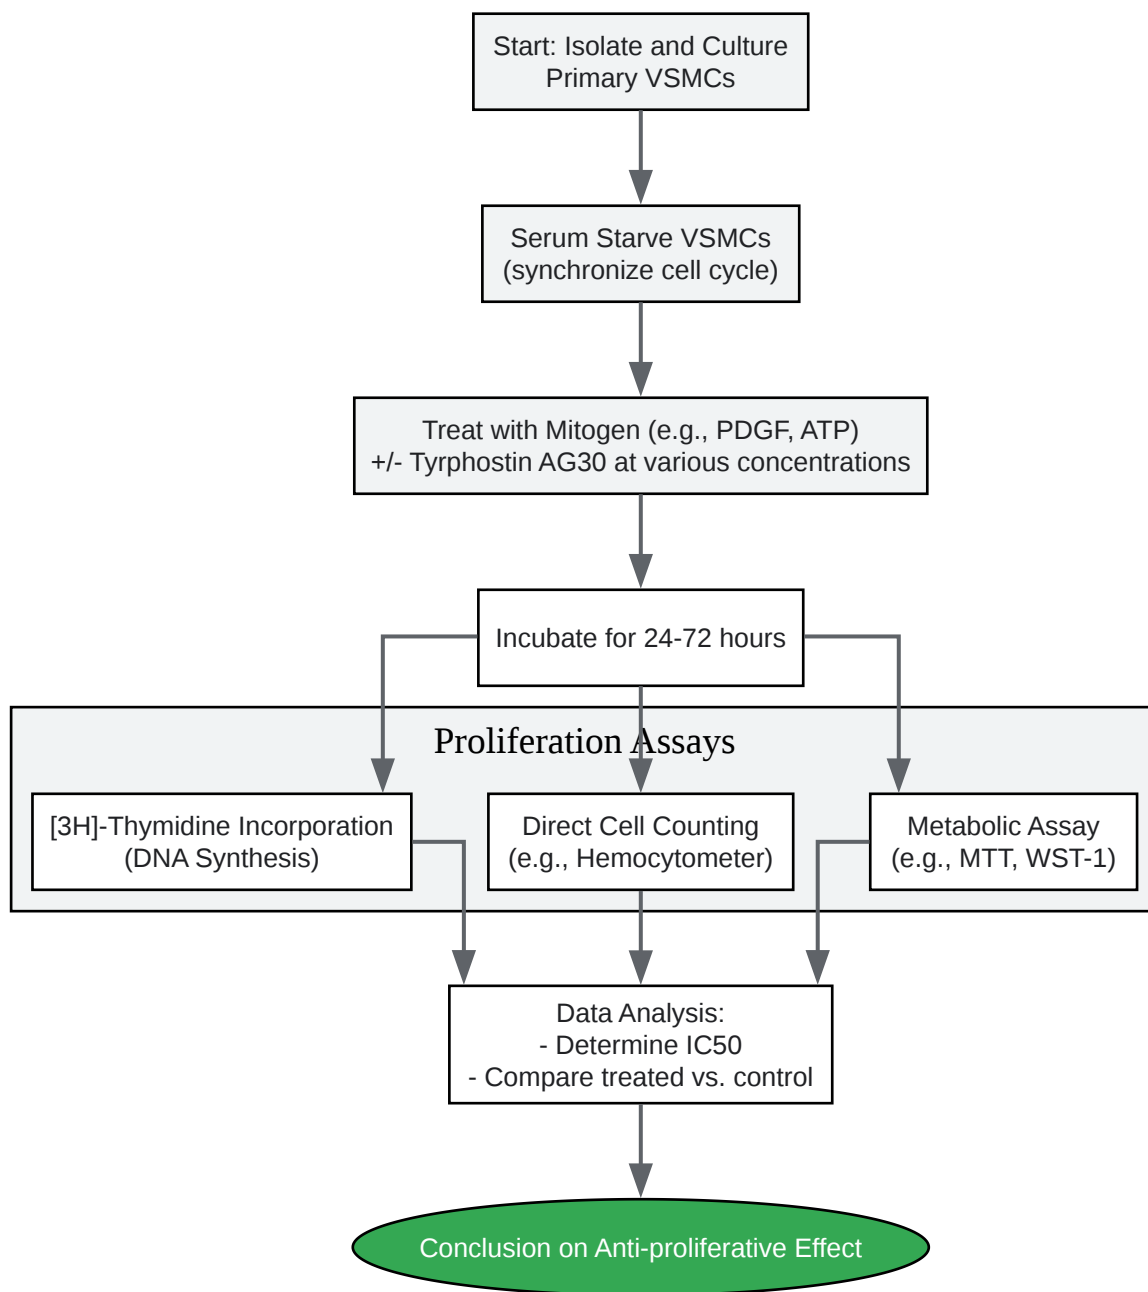 Start: Isolate and Culture
Primary VSMCs
Serum Starve VSMCs
(synchronize cell cycle)
Treat with Mitogen (e.g., PDGF, ATP)
+/- Tyrphostin AG30 at various concentrations
Incubate for 24-72 hours
Proliferation Assays
[3H]-Thymidine Incorporation
(DNA Synthesis)
Direct Cell Counting
(e.g., Hemocytometer)
Metabolic Assay
(e.g., MTT, WST-1)
Data Analysis:
- Determine IC50
- Compare treated vs. control
Conclusion on Anti-proliferative Effect